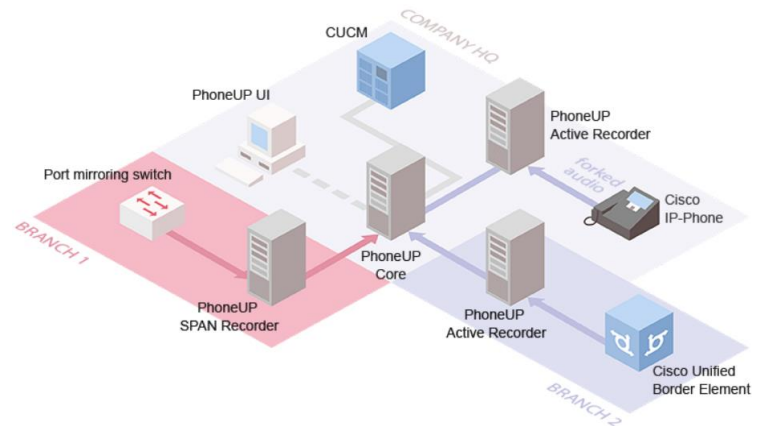 CUCM
COMPANY HQ
PhoneUP UI
PhoneUP
Active Recorder
Port mirroring switch
forked
audio
Cisco
IP-Phone
BRANCH 1
PhoneUP
Core
PhoneUP
SPAN Recorder
PhoneUP
Active Recorder
Cisco Unified
Border Element
BRANCH 2